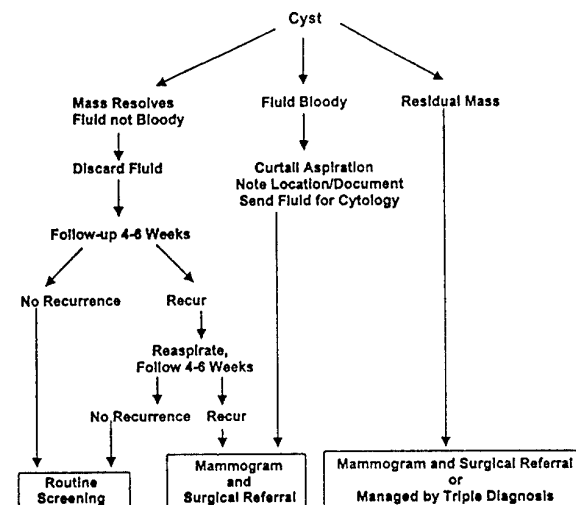 Cyst
Mass Resolves
Fluid not Bloody
Fluid Bloody
Residual Mass
Discard Fluid
Curtail Aspiration
Note Location/Document
Send Fluid for Cytology
Follow-up 4-6 Weeks
No Recurrence
Recur
Reaspirate,
Follow 4-6 Weeks
No Recurrence
Recur
Routine
Screening
Mammogram
and
Surgical Referral
Mammogram and Surgical Referral
or
Managed by Triple Diagnosis